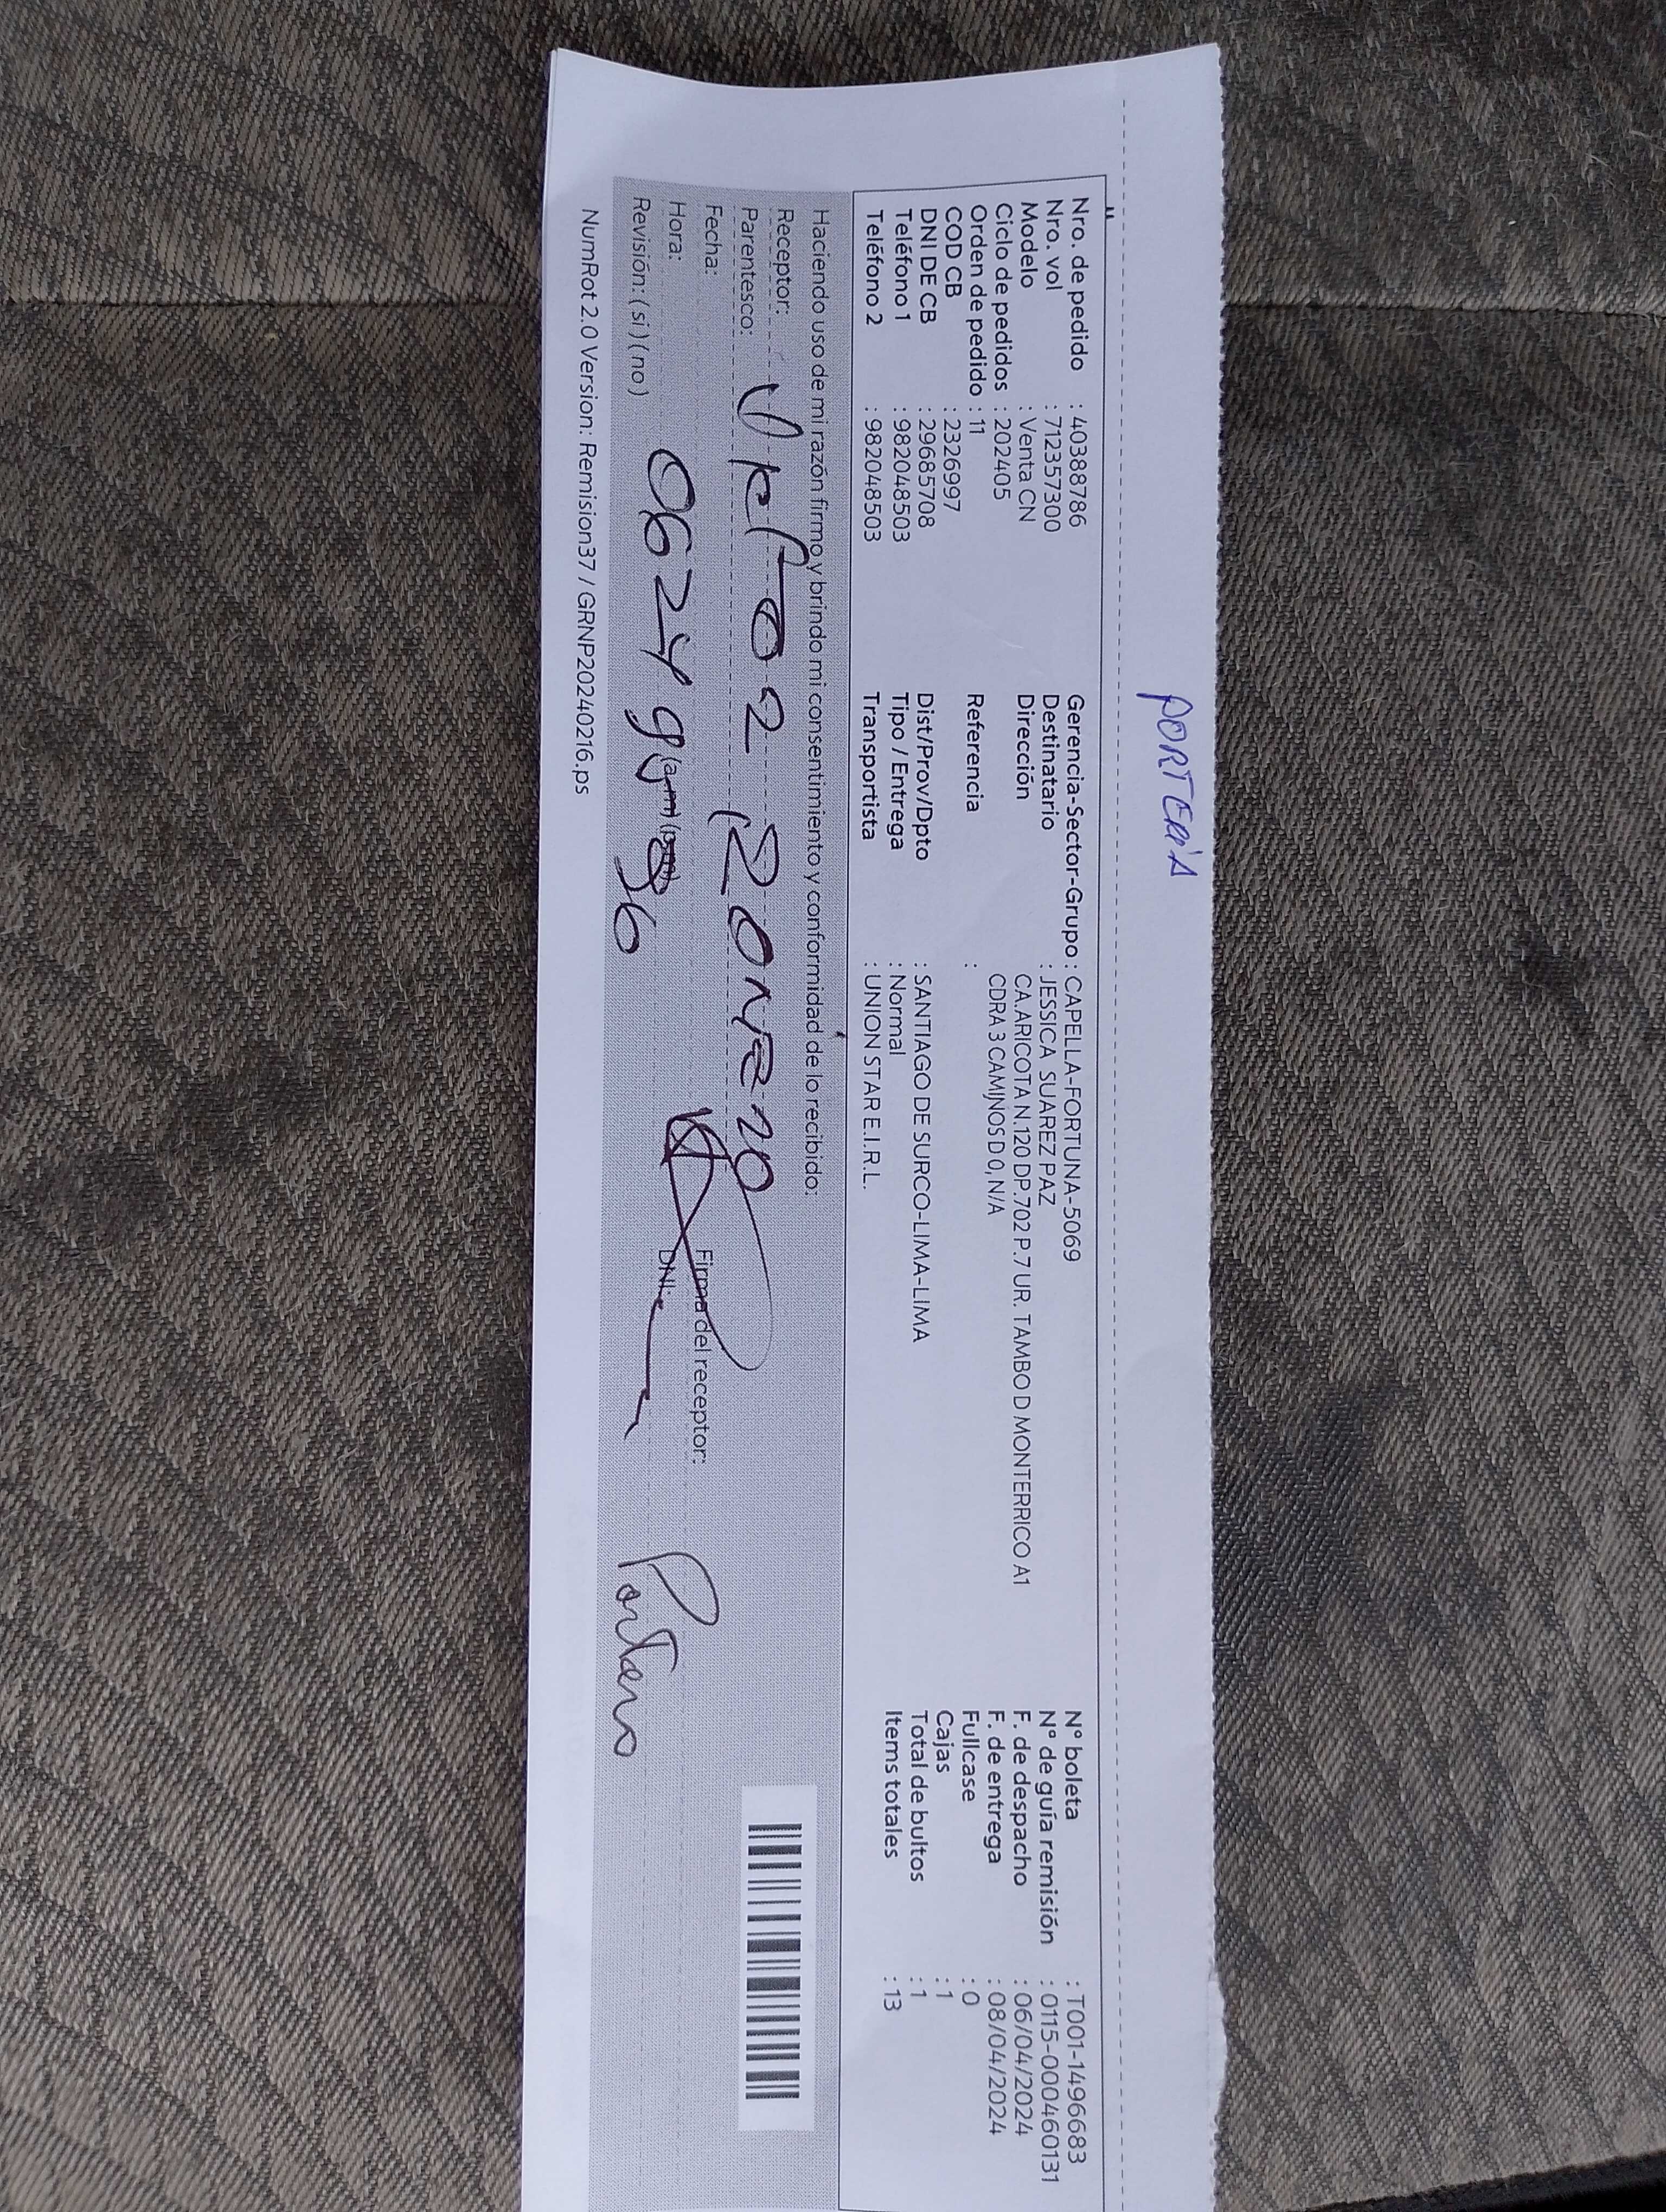 PORTER'A
Nro. de pedido : 40388786
Nro. vol : 712357300
Modelo : Venta CN
Ciclo de pedidos : 202405
Orden de pedido : 11
COD CB : 2326997
DNI DE CB : 29685708
Teléfono 1 : 982048503
Teléfono 2 : 982048503
Gerencia-Sector-Grupo : CAPELLA-FORTUNA-5069
Destinatario : JESSICA SUAREZ PAZ
Dirección CA.ARICOTA N.120 DP.702 P.7 UR. TAMBO D MONTERRICO A1
CDRA 3 CAMINOS D 0, N/A
Referencia :
Dist/Prov/Dpto : SANTIAGO DE SURCO-LIMA-LIMA
Tipo / Entrega : Normal
Transportista : UNION STAR E.I.R.L.
N° boleta : T001-1496683
N° de guía remisión : 0115-000460131
F. de despacho : 06/04/2024
F. de entrega : 08/04/2024
Fullcase : 0
Cajas : 1
Total de bultos : 1
Items totales : 13
Haciendo uso de mi razón firmo y brindo mi consentimiento y conformidad de lo recibido:
Receptor:
Parentesco:
Fecha:
Hora:
Revisión: ( si ) ( no )
Firma del receptor:
DNI:
Portero
NumRot 2.0 Version: Remision37 / GRNP20240216.ps